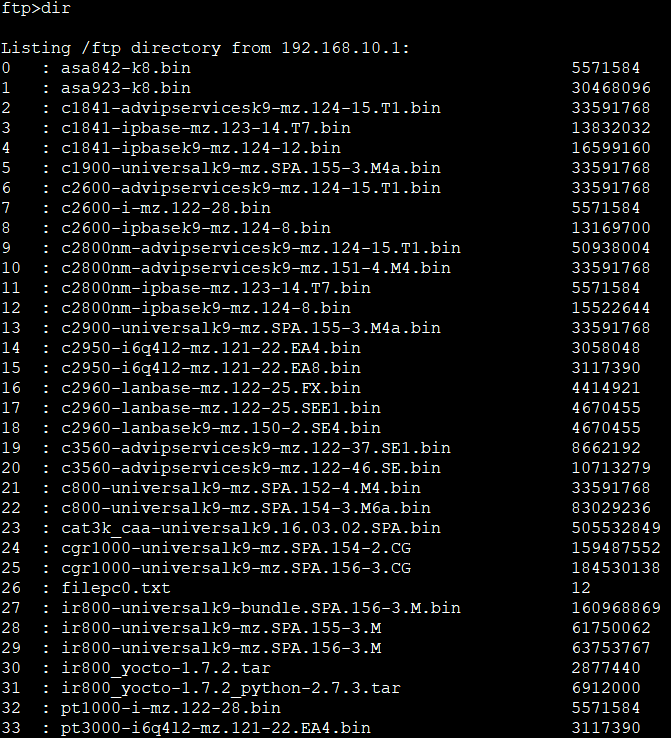 ftp>dir
Listing /ftp directory from 192.168.10.1:
0 : asa842-k8.bin 5571584
1 : asa923-k8.bin 30468096
2 : c1841-advipservicesk9-mz.124-15.T1.bin 33591768
3 : c1841-ipbase-mz.123-14.T7.bin 13832032
4 : c1841-ipbasek9-mz.124-12.bin 16599160
5 : c1900-universalk9-mz.SPA.155-3.M4a.bin 33591768
6 : c2600-advipservicesk9-mz.124-15.T1.bin 33591768
7 : c2600-i-mz.122-28.bin 5571584
8 : c2600-ipbasek9-mz.124-8.bin 13169700
9 : c2800nm-advipservicesk9-mz.124-15.T1.bin 50938004
10 : c2800nm-advipservicesk9-mz.151-4.M4.bin 33591768
11 : c2800nm-ipbase-mz.123-14.T7.bin 5571584
12 : c2800nm-ipbasek9-mz.124-8.bin 15522644
13 : c2900-universalk9-mz.SPA.155-3.M4a.bin 33591768
14 : c2950-i6q4l2-mz.121-22.EA4.bin 3058048
15 : c2950-i6q4l2-mz.121-22.EA8.bin 3117390
16 : c2960-lanbase-mz.122-25.FX.bin 4414921
17 : c2960-lanbase-mz.122-25.SEE1.bin 4670455
18 : c2960-lanbasek9-mz.150-2.SE4.bin 4670455
19 : c3560-advipservicesk9-mz.122-37.SE1.bin 8662192
20 : c3560-advipservicesk9-mz.122-46.SE.bin 10713279
21 : c800-universalk9-mz.SPA.152-4.M4.bin 33591768
22 : c800-universalk9-mz.SPA.154-3.M6a.bin 83029236
23 : cat3k_caa-universalk9.16.03.02.SPA.bin 505532849
24 : cgr1000-universalk9-mz.SPA.154-2.CG 159487552
25 : cgr1000-universalk9-mz.SPA.156-3.CG 184530138
26 : filepc0.txt 12
27 : ir800-universalk9-bundle.SPA.156-3.M.bin 160968869
28 : ir800-universalk9-mz.SPA.155-3.M 61750062
29 : ir800-universalk9-mz.SPA.156-3.M 63753767
30 : ir800_yocto-1.7.2.tar 2877440
31 : ir800_yocto-1.7.2_python-2.7.3.tar 6912000
32 : pt1000-i-mz.122-28.bin 5571584
33 : pt3000-i6q4l2-mz.121-22.EA4.bin 3117390